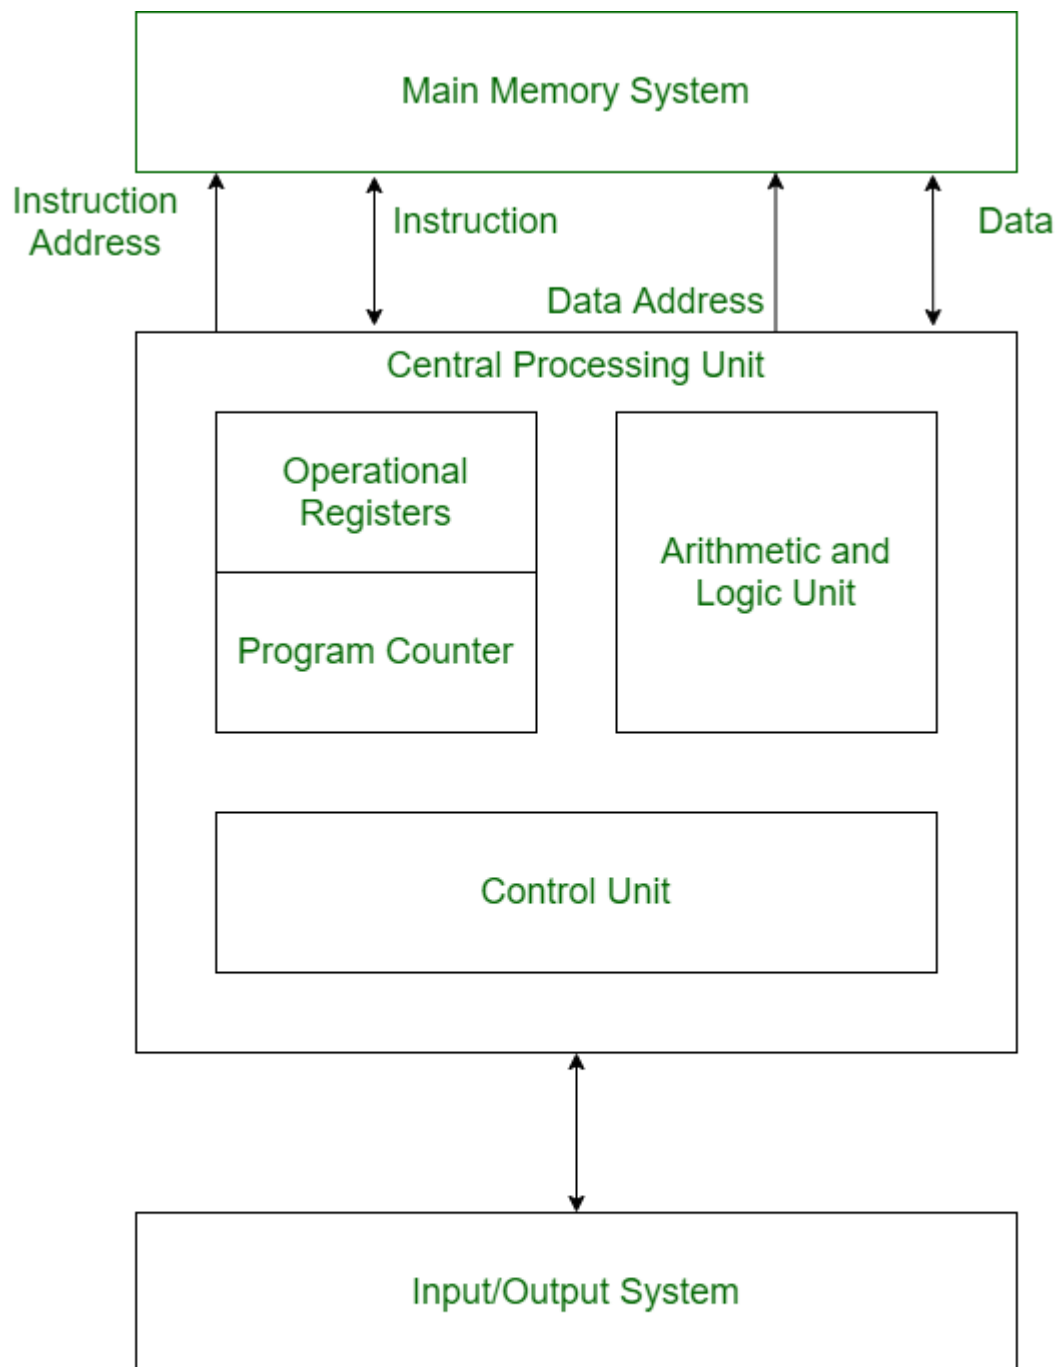 Main Memory System
Instruction
Address
Instruction
Data
Data Address
Central Processing Unit
Operational
Registers
Arithmetic and
Logic Unit
Program Counter
Control Unit
Input/Output System